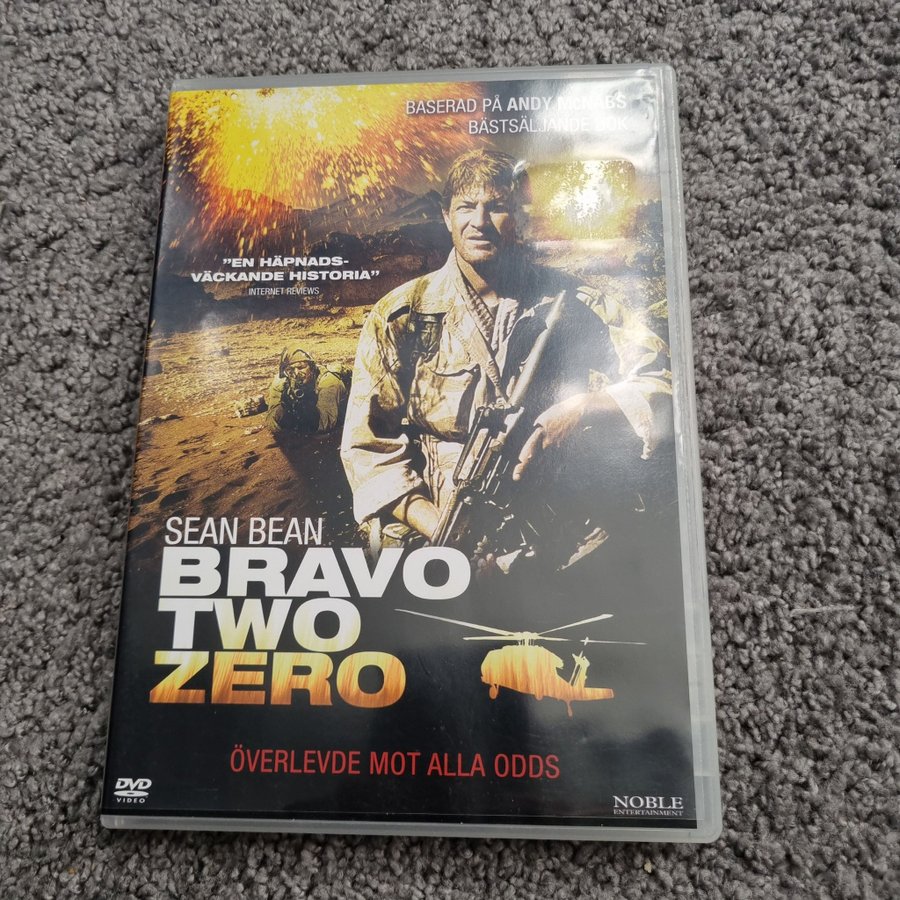 BASERAD PÅ ANDY McNABS
BÄSTSÄLJANDE BOK
”EN HÄPNADS-
VÄCKANDE HISTORIA”
INTERNET REVIEWS
SEAN BEAN
BRAVO
TWO
ZERO
ÖVERLEVDE MOT ALLA ODDS
DVD
VIDEO
NOBLE
ENTERTAINMENT